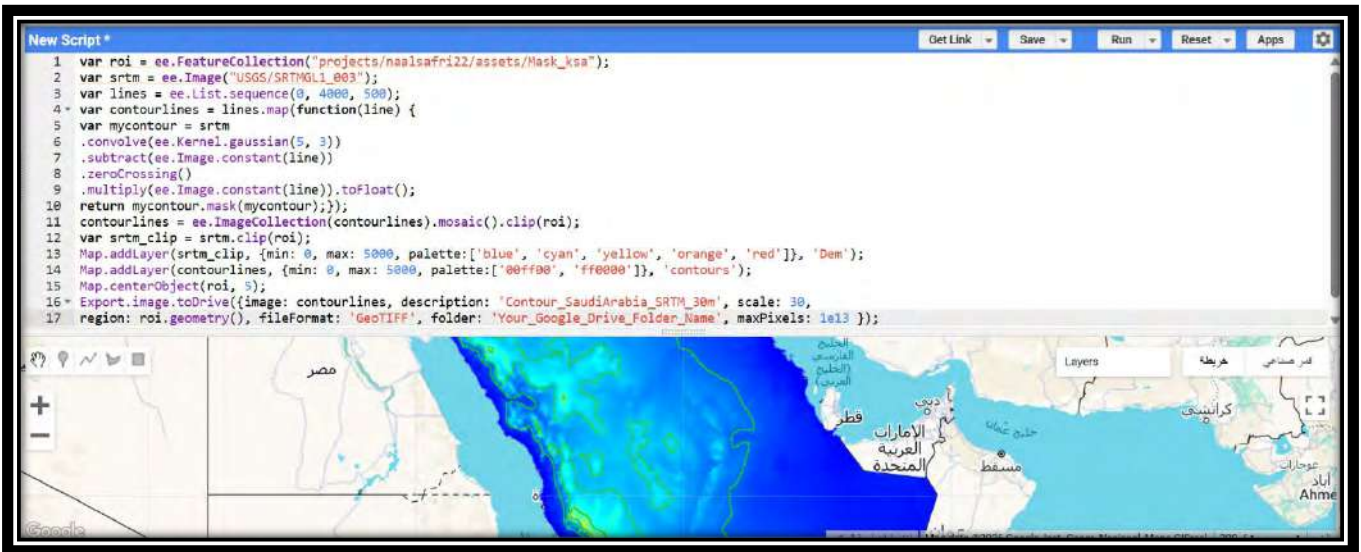 New Script *
Get Link Save Run Reset Apps
1 var roi = ee.FeatureCollection("projects/naalsafri22/assets/Mask_ksa");
2 var srtm = ee.Image("USGS/SRTMGL1_003");
3 var lines = ee.List.sequence(0, 4000, 500);
4 var contourlines = lines.map(function(line) {
5 var mycontour = srtm
6 .convolve(ee.Kernel.gaussian(5, 3))
7 .subtract(ee.Image.constant(line))
8 .zeroCrossing()
9 .multiply(ee.Image.constant(line)).toFloat();
10 return mycontour.mask(mycontour);});
11 contourlines = ee.ImageCollection(contourlines).mosaic().clip(roi);
12 var srtm_clip = srtm.clip(roi);
13 Map.addLayer(srtm_clip, {min: 0, max: 5000, palette:['blue', 'cyan', 'yellow', 'orange', 'red']}, 'Dem');
14 Map.addLayer(contourlines, {min: 0, max: 5000, palette:['00ff00', 'ff0000']}, 'contours');
15 Map.centerObject(roi, 5);
16 Export.image.toDrive({image: contourlines, description: 'Contour_SaudiArabia_SRTM_30m', scale: 30,
17 region: roi.geometry(), fileFormat: 'GeoTIFF', folder: 'Your_Google_Drive_Folder_Name', maxPixels: 1e13 });
الخليج
الفارسي
(الخليج
العربي)
Layers
خريطة
قمر صناعي
مصر
قطر
دبي
الإمارات
العربية
المتحدة
خليج عمان
مسقط
كراتشي
آباد
Ahme
Google